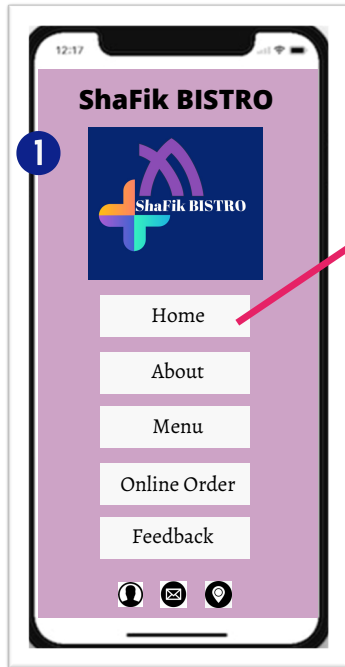 12:17
ShaFik BISTRO
1
ShaFik BISTRO
Home
About
Menu
Online Order
Feedback